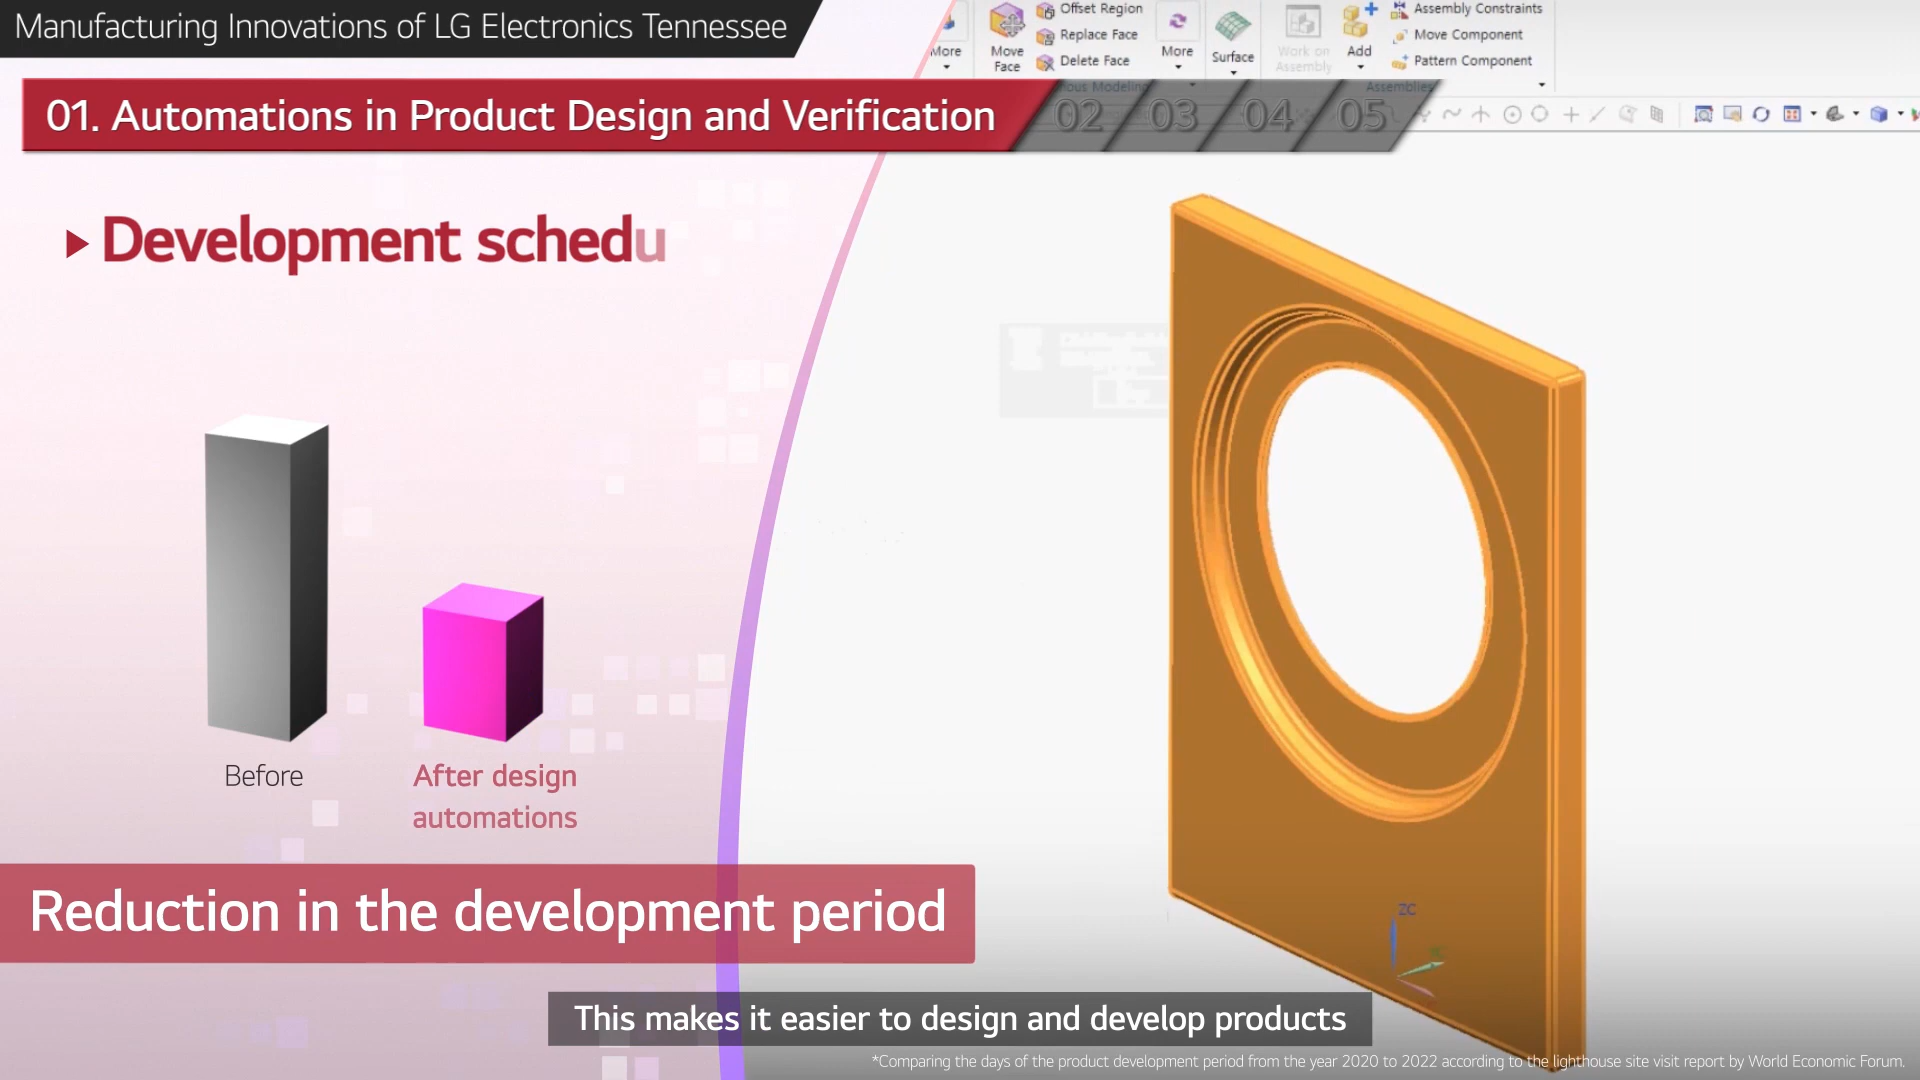 Manufacturing Innovations of LG Electronics Tennessee
More
Move Face
Offset Region
Replace Face
Delete Face
More
Surface
Work on Assembly
Add
Assembly Constraints
Move Component
Pattern Component
Assemblies
01. Automations in Product Design and Verification
02
03
04
05
Development schedu
Before
After design
automations
Reduction in the development period
ZC
This makes it easier to design and develop products
*Comparing the days of the product development period from the year 2020 to 2022 according to the lighthouse site visit report by World Economic Forum.